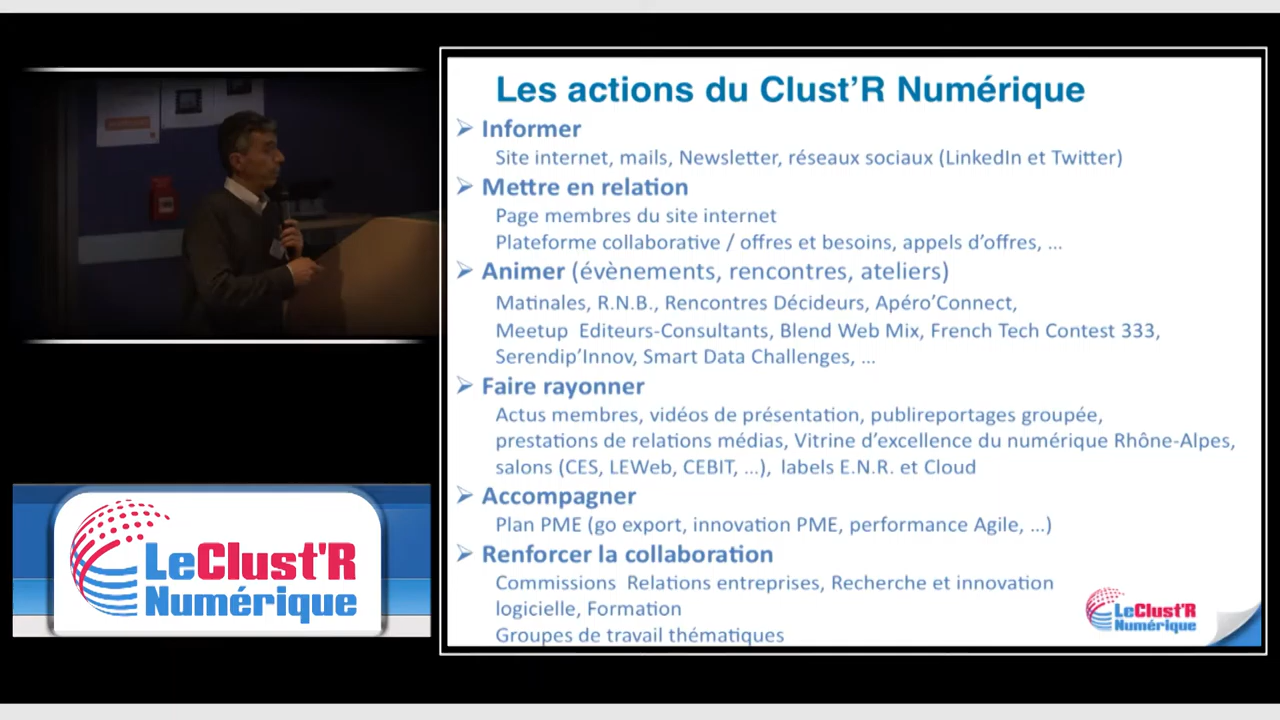 Les actions du Clust’R Numérique
➢ Informer
Site internet, mails, Newsletter, réseaux sociaux (LinkedIn et Twitter)
➢ Mettre en relation
Page membres du site internet
Plateforme collaborative / offres et besoins, appels d’offres, ...
➢ Animer (évènements, rencontres, ateliers)
Matinales, R.N.B., Rencontres Décideurs, Apéro’Connect,
Meetup Editeurs-Consultants, Blend Web Mix, French Tech Contest 333,
Serendip’Innov, Smart Data Challenges, ...
➢ Faire rayonner
Actus membres, vidéos de présentation, publireportages groupée,
prestations de relations médias, Vitrine d’excellence du numérique Rhône-Alpes,
salons (CES, LEWeb, CEBIT, ...), labels E.N.R. et Cloud
➢ Accompagner
Plan PME (go export, innovation PME, performance Agile, ...)
➢ Renforcer la collaboration
Commissions Relations entreprises, Recherche et innovation
logicielle, Formation
Groupes de travail thématiques
LeClust'R
Numérique
LeClust'R
Numérique